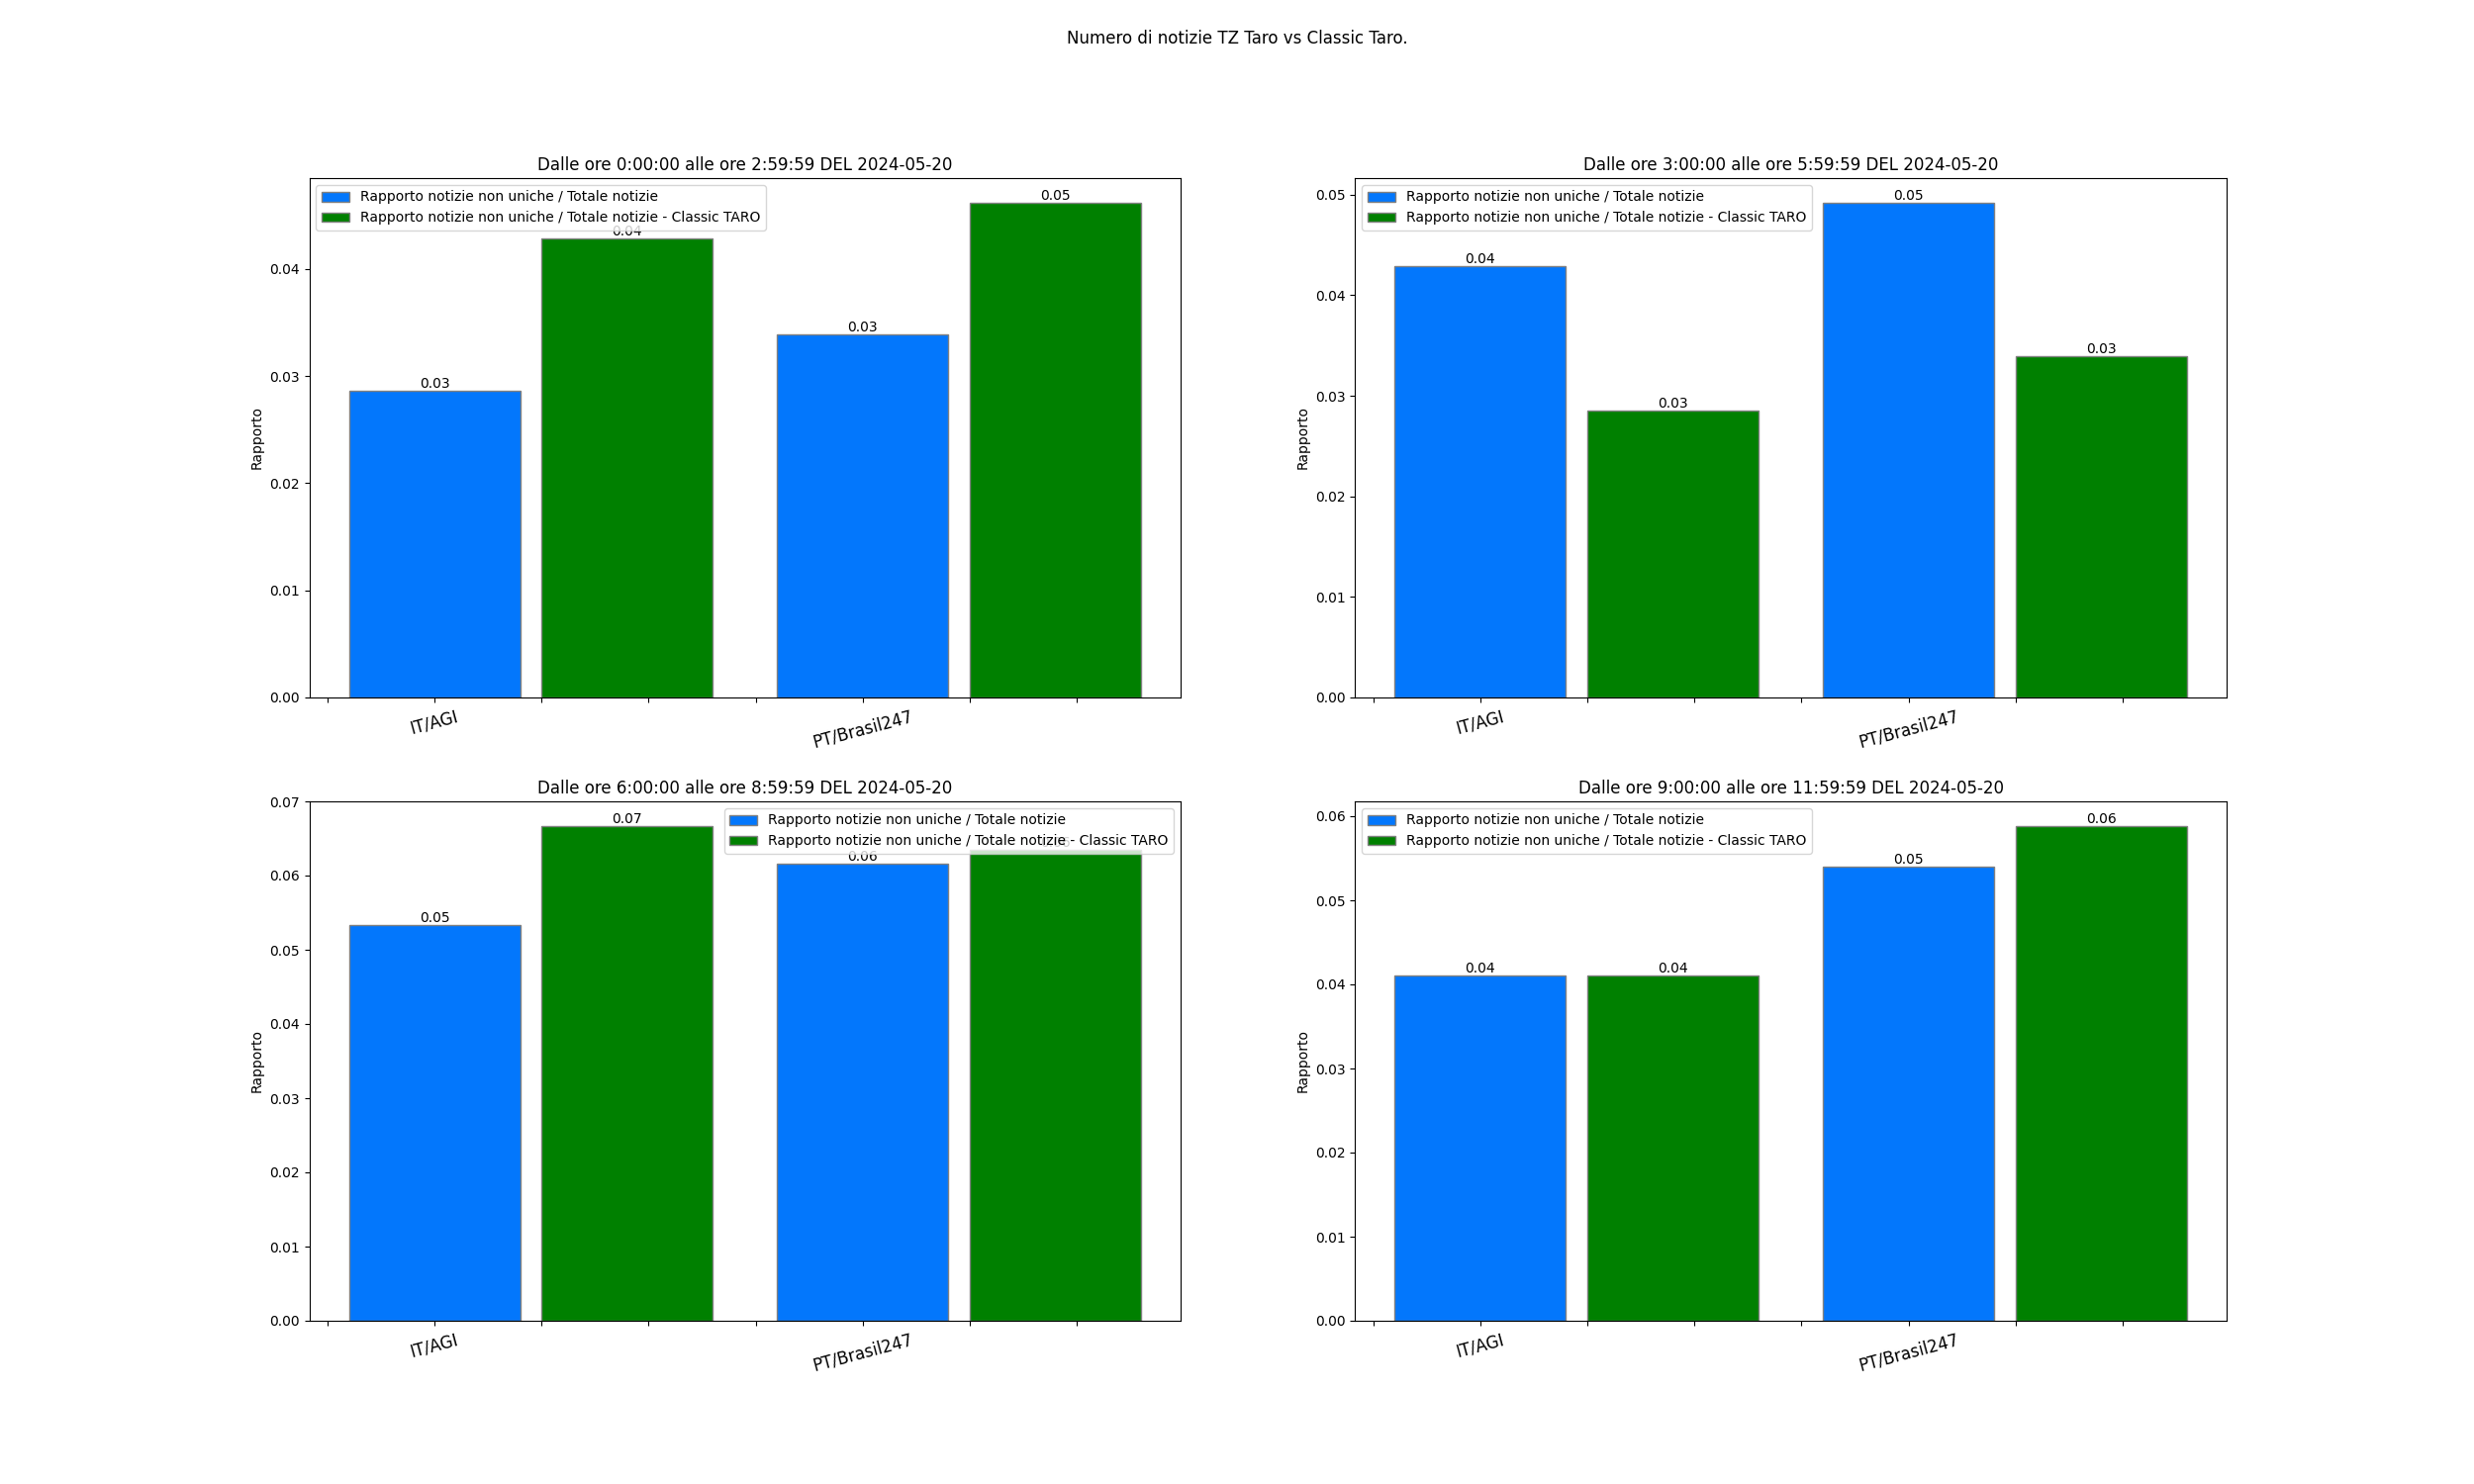 Numero di notizie TZ Taro vs Classic Taro.
Dalle ore 0:00:00 alle ore 2:59:59 DEL 2024-05-20
Rapporto notizie non uniche / Totale notizie
Rapporto notizie non uniche / Totale notizie - Classic TARO
0.05
0.04
0.03
0.03
0.04
0.03
0.02
0.01
0.00
Rapporto
IT/AGI
PT/Brasil247
Dalle ore 3:00:00 alle ore 5:59:59 DEL 2024-05-20
Rapporto notizie non uniche / Totale notizie
Rapporto notizie non uniche / Totale notizie - Classic TARO
0.05
0.04
0.03
0.03
0.05
0.04
0.03
0.02
0.01
0.00
Rapporto
IT/AGI
PT/Brasil247
Dalle ore 6:00:00 alle ore 8:59:59 DEL 2024-05-20
Rapporto notizie non uniche / Totale notizie
Rapporto notizie non uniche / Totale notizie - Classic TARO
0.07
0.06
0.05
0.07
0.06
0.05
0.04
0.03
0.02
0.01
0.00
Rapporto
IT/AGI
PT/Brasil247
Dalle ore 9:00:00 alle ore 11:59:59 DEL 2024-05-20
Rapporto notizie non uniche / Totale notizie
Rapporto notizie non uniche / Totale notizie - Classic TARO
0.06
0.05
0.04
0.04
0.06
0.05
0.04
0.03
0.02
0.01
0.00
Rapporto
IT/AGI
PT/Brasil247